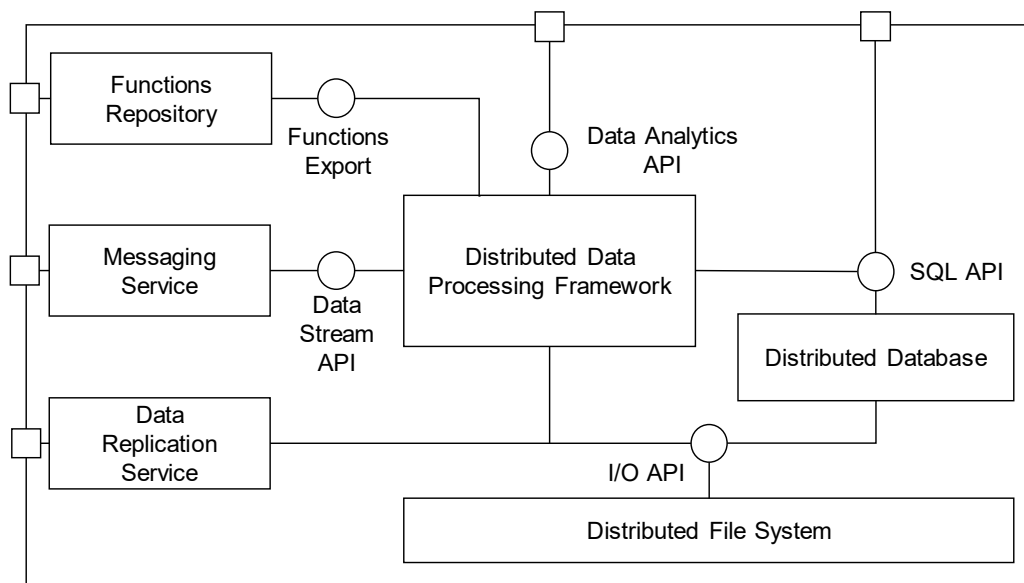 Functions
Repository
Functions
Export
Data Analytics
API
Messaging
Service
Data
Stream
API
Distributed Data
Processing Framework
SQL API
Distributed Database
Data
Replication
Service
I/O API
Distributed File System